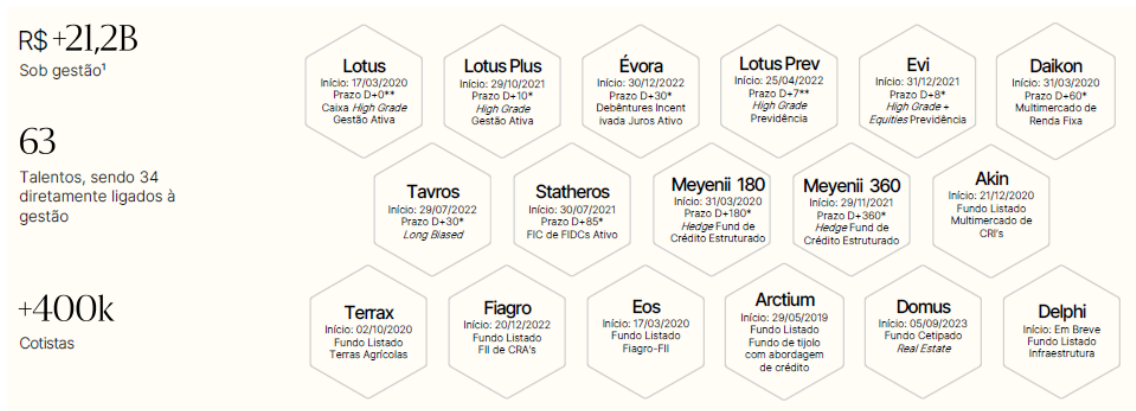 R$ +21,2B
Sob gestão¹
63
Talentos, sendo 34
diretamente ligados à
gestão
+400k
Cotistas
Lotus
Início: 17/03/2020
Prazo D+0**
Caixa High Grade
Gestão Ativa
Lotus Plus
Início: 29/10/2021
Prazo D+10*
High Grade
Gestão Ativa
Évora
Início: 30/12/2022
Prazo D+30*
Debêntures Incent
ivada Juros Ativo
Lotus Prev
Início: 25/04/2022
Prazo D+7**
High Grade
Previdência
Evi
Início: 31/12/2021
Prazo D+8*
High Grade +
Equities Previdência
Daikon
Início: 31/03/2020
Prazo D+60*
Multimercado de
Renda Fixa
Tavros
Início: 29/07/2022
Prazo D+30*
Long Biased
Statheros
Início: 30/07/2021
Prazo D+85*
FIC de FIDCs Ativo
Meyenii 180
Início: 31/03/2020
Prazo D+180*
Hedge Fund de
Crédito Estruturado
Meyenii 360
Início: 29/11/2021
Prazo D+360*
Hedge Fund de
Crédito Estruturado
Akin
Início: 21/12/2020
Fundo Listado
Multimercado de
CRI's
Terrax
Início: 02/10/2020
Fundo Listado
Terras Agrícolas
Fiagro
Início: 20/12/2022
Fundo Listado
FII de CRA's
Eos
Início: 17/03/2020
Fundo Listado
Fiagro-FII
Arctium
Início: 29/05/2019
Fundo Listado
Fundo de tijolo
com abordagem
de crédito
Domus
Início: 05/09/2023
Fundo Cetipado
Real Estate
Delphi
Início: Em Breve
Fundo Listado
Infraestrutura